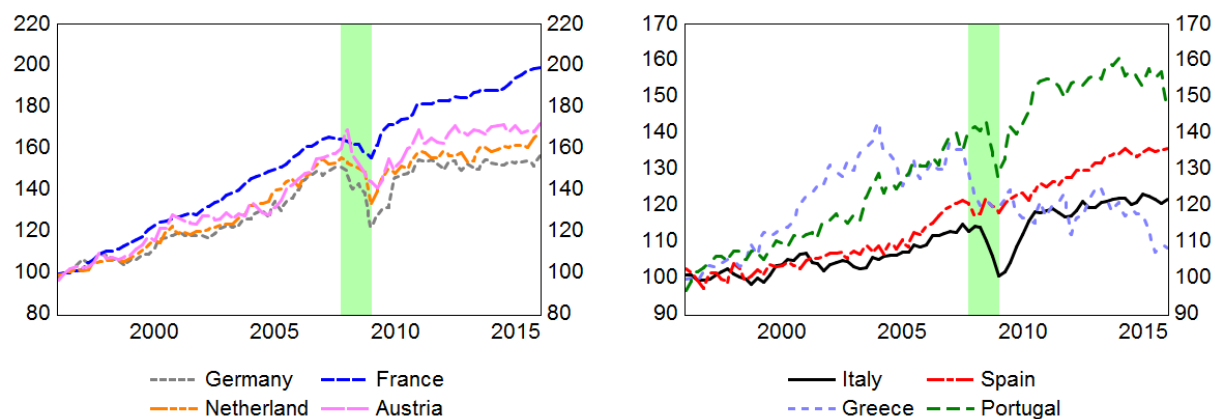 220 220 170 170
200 200 160 160
180 180 150 150
160 160 140 140
140 140 130 130
120 120 120 120
100 100 110 110
80 80 100 100
90 90
2000 2005 2010 2015 2000 2005 2010 2015
Germany France Italy Spain
Netherland Austria Greece Portugal